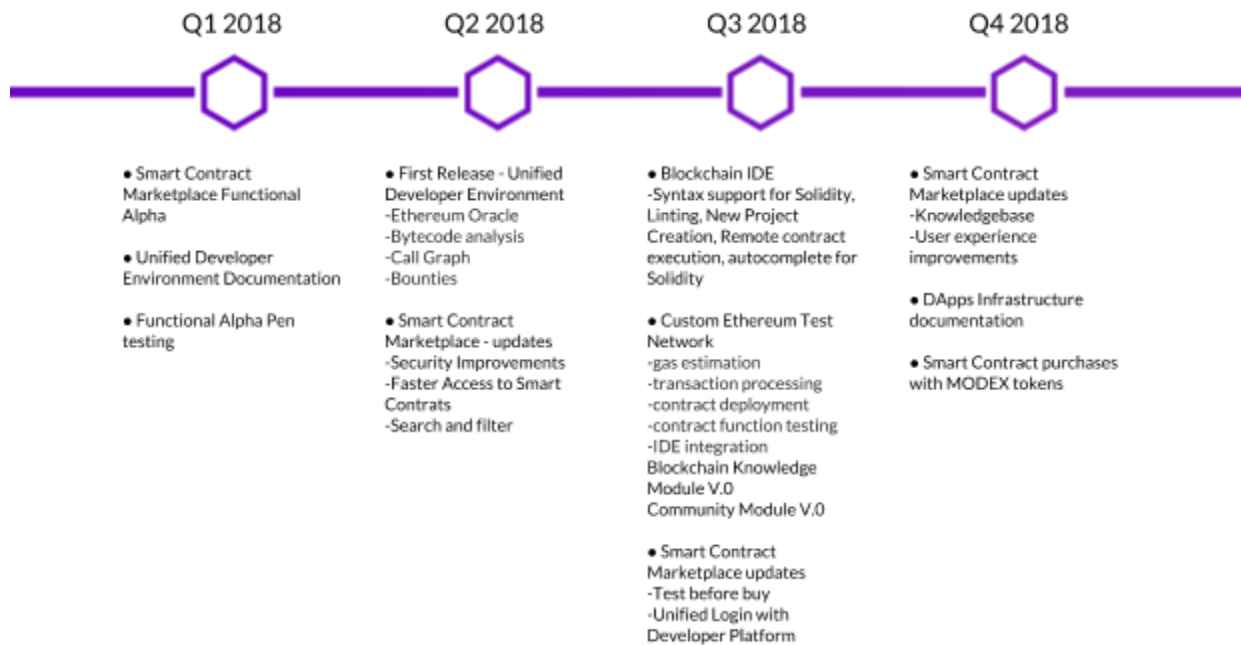 Q1 2018
● Smart Contract
Marketplace Functional
Alpha
● Unified Developer
Environment Documentation
● Functional Alpha Pen
testing
Q2 2018
● First Release - Unified
Developer Environment
-Ethereum Oracle
-Bytecode analysis
-Call Graph
-Bounties
● Smart Contract
Marketplace - updates
-Security Improvements
-Faster Access to Smart
Contrats
-Search and filter
Q3 2018
● Blockchain IDE
-Syntax support for Solidity,
Linting, New Project
Creation, Remote contract
execution, autocomplete for
Solidity
● Custom Ethereum Test
Network
-gas estimation
-transaction processing
-contract deployment
-contract function testing
-IDE integration
Blockchain Knowledge
Module V.0
Community Module V.0
● Smart Contract
Marketplace updates
-Test before buy
-Unified Login with
Developer Platform
Q4 2018
● Smart Contract
Marketplace updates
-Knowledgebase
-User experience
improvements
● DApps Infrastructure
documentation
● Smart Contract purchases
with MODEX tokens